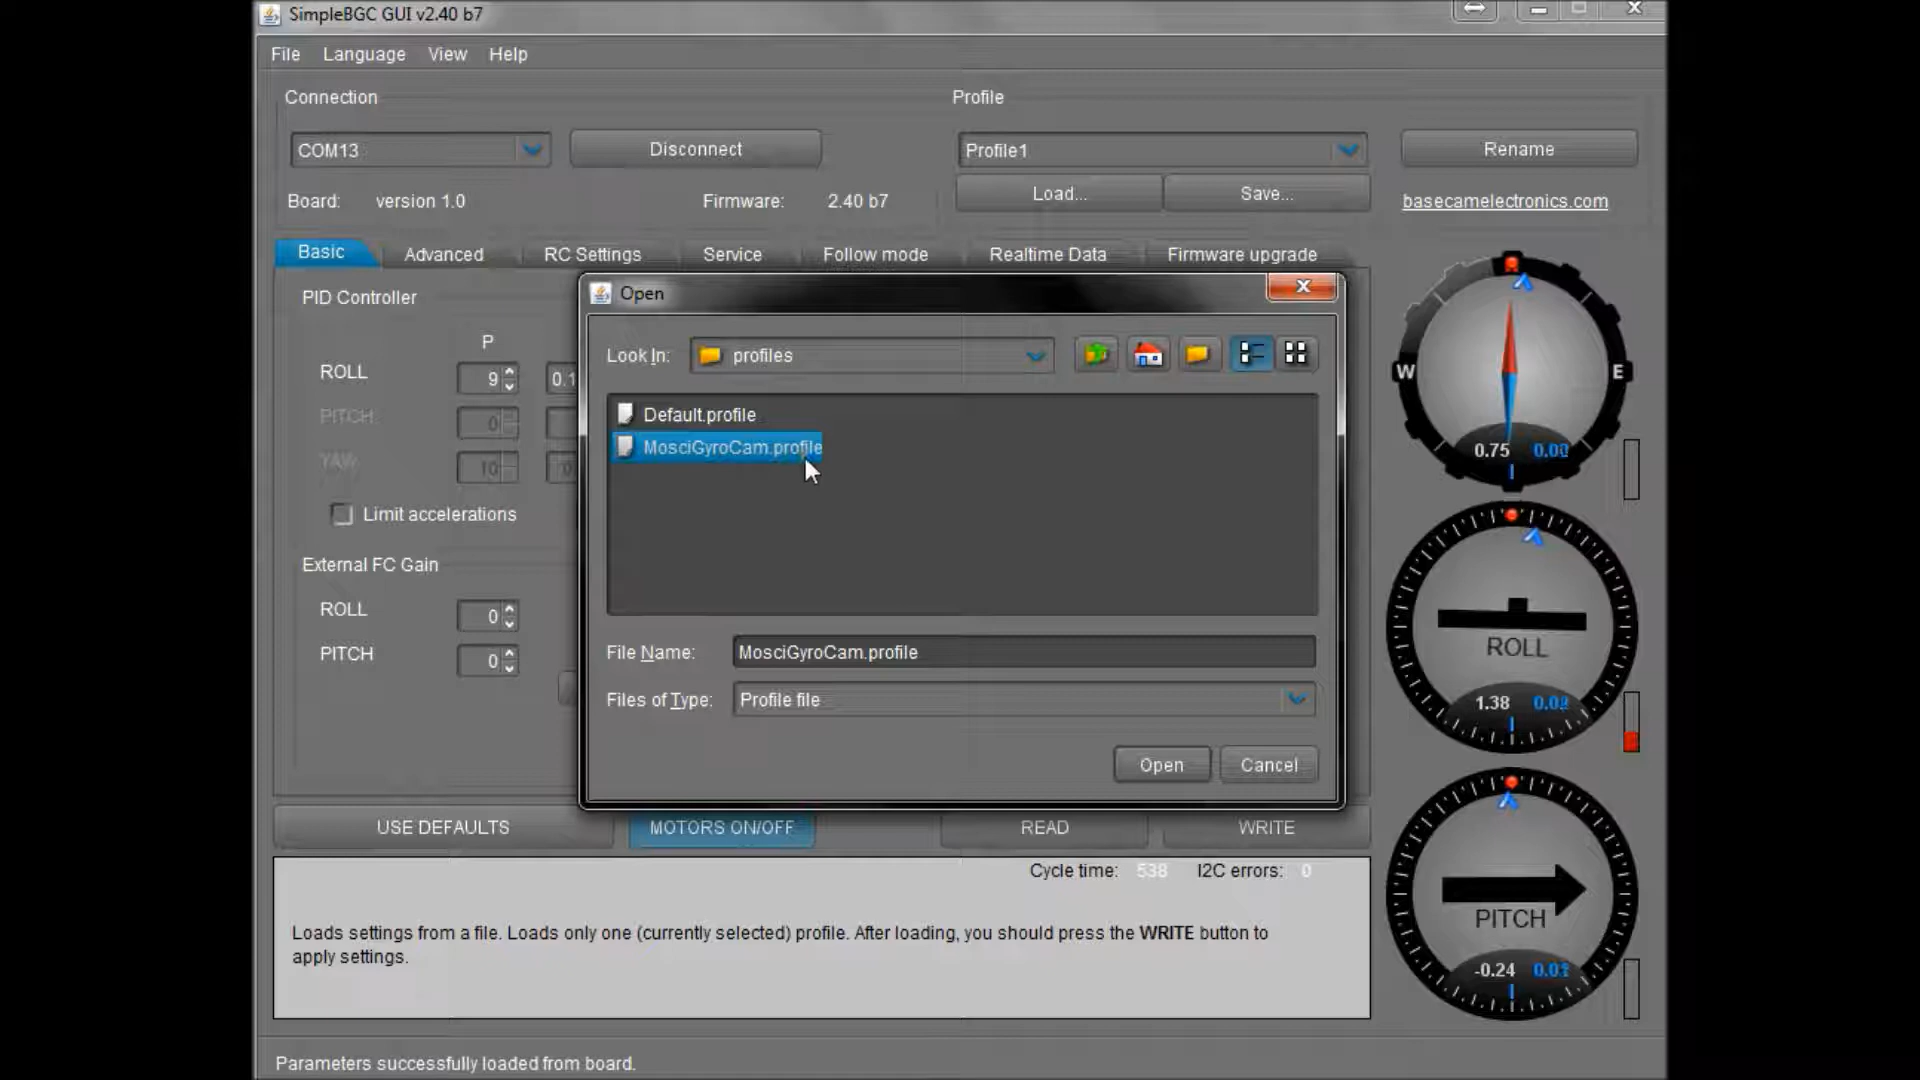 SimpleBGC GUI v2.40 b7
File Language View Help
Connection
Profile
COM13
Disconnect
Profile1
Rename
Board: version 1.0
Firmware: 2.40 b7
Load...
Save...
basecamelectronics.com
Basic
Advanced
RC Settings
Service
Follow mode
Realtime Data
Firmware upgrade
PID Controller
P
ROLL 9 0.1
PITCH 0
YAW 10
Limit accelerations
External FC Gain
ROLL 0
PITCH 0
Open
Look In: profiles
Default.profile
MosciGyroCam.profile
File Name: MosciGyroCam.profile
Files of Type: Profile file
Open
Cancel
W
E
0.75
ROLL
1.38
PITCH
-0.24
USE DEFAULTS
MOTORS ON/OFF
READ
WRITE
Cycle time: 538 I2C errors: 0
Loads settings from a file. Loads only one (currently selected) profile. After loading, you should press the WRITE button to
apply settings.
Parameters successfully loaded from board.